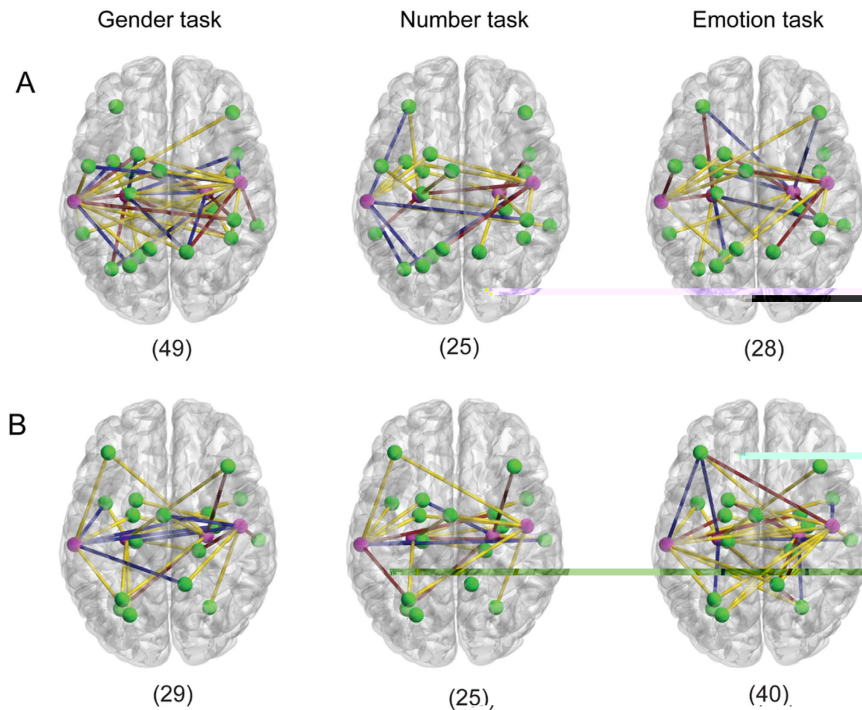 Gender task Number task Emotion task
A
(49) (25) (28)
B
(29) (25) (40)